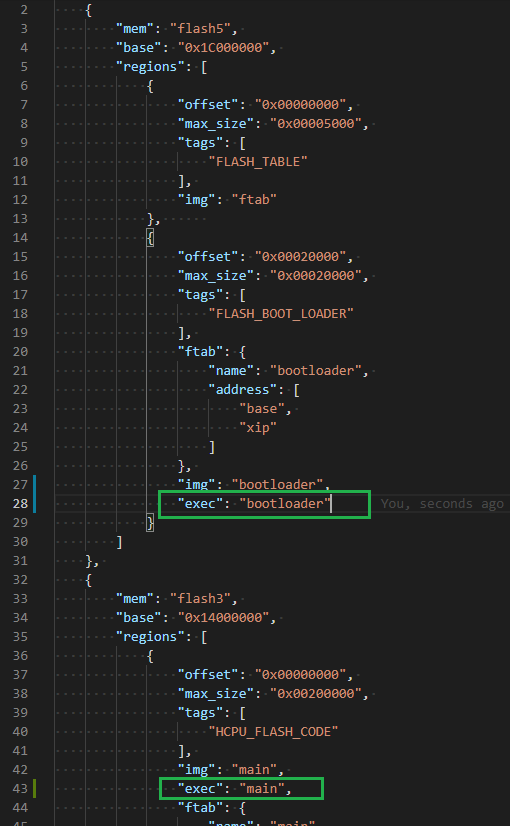 2 {
3 "mem": "flash5",
4 "base": "0x1C000000",
5 "regions": [
6 {
7 "offset": "0x00000000",
8 "max_size": "0x00005000",
9 "tags": [
10 "FLASH_TABLE"
11 ],
12 "img": "ftab"
13 },
14 {
15 "offset": "0x00020000",
16 "max_size": "0x00020000",
17 "tags": [
18 "FLASH_BOOT_LOADER"
19 ],
20 "ftab": {
21 "name": "bootloader",
22 "address": [
23 "base",
24 "xip"
25 ]
26 },
27 "img": "bootloader",
28 "exec": "bootloader" You, seconds ago
29 }
30 ]
31 },
32 {
33 "mem": "flash3",
34 "base": "0x14000000",
35 "regions": [
36 {
37 "offset": "0x00000000",
38 "max_size": "0x00200000",
39 "tags": [
40 "HCPU_FLASH_CODE"
41 ],
42 "img": "main",
43 "exec": "main",
44 "ftab": {
45 "name": "main"